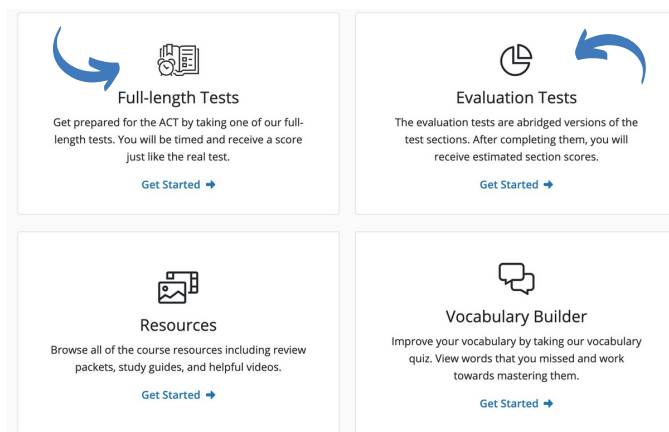 Full-length Tests
Get prepared for the ACT by taking one of our full-
length tests. You will be timed and receive a score
just like the real test.
Get Started
Evaluation Tests
The evaluation tests are abridged versions of the
test sections. After completing them, you will
receive estimated section scores.
Get Started
Resources
Browse all of the course resources including review
packets, study guides, and helpful videos.
Get Started
Vocabulary Builder
Improve your vocabulary by taking our vocabulary
quiz. View words that you missed and work
towards mastering them.
Get Started